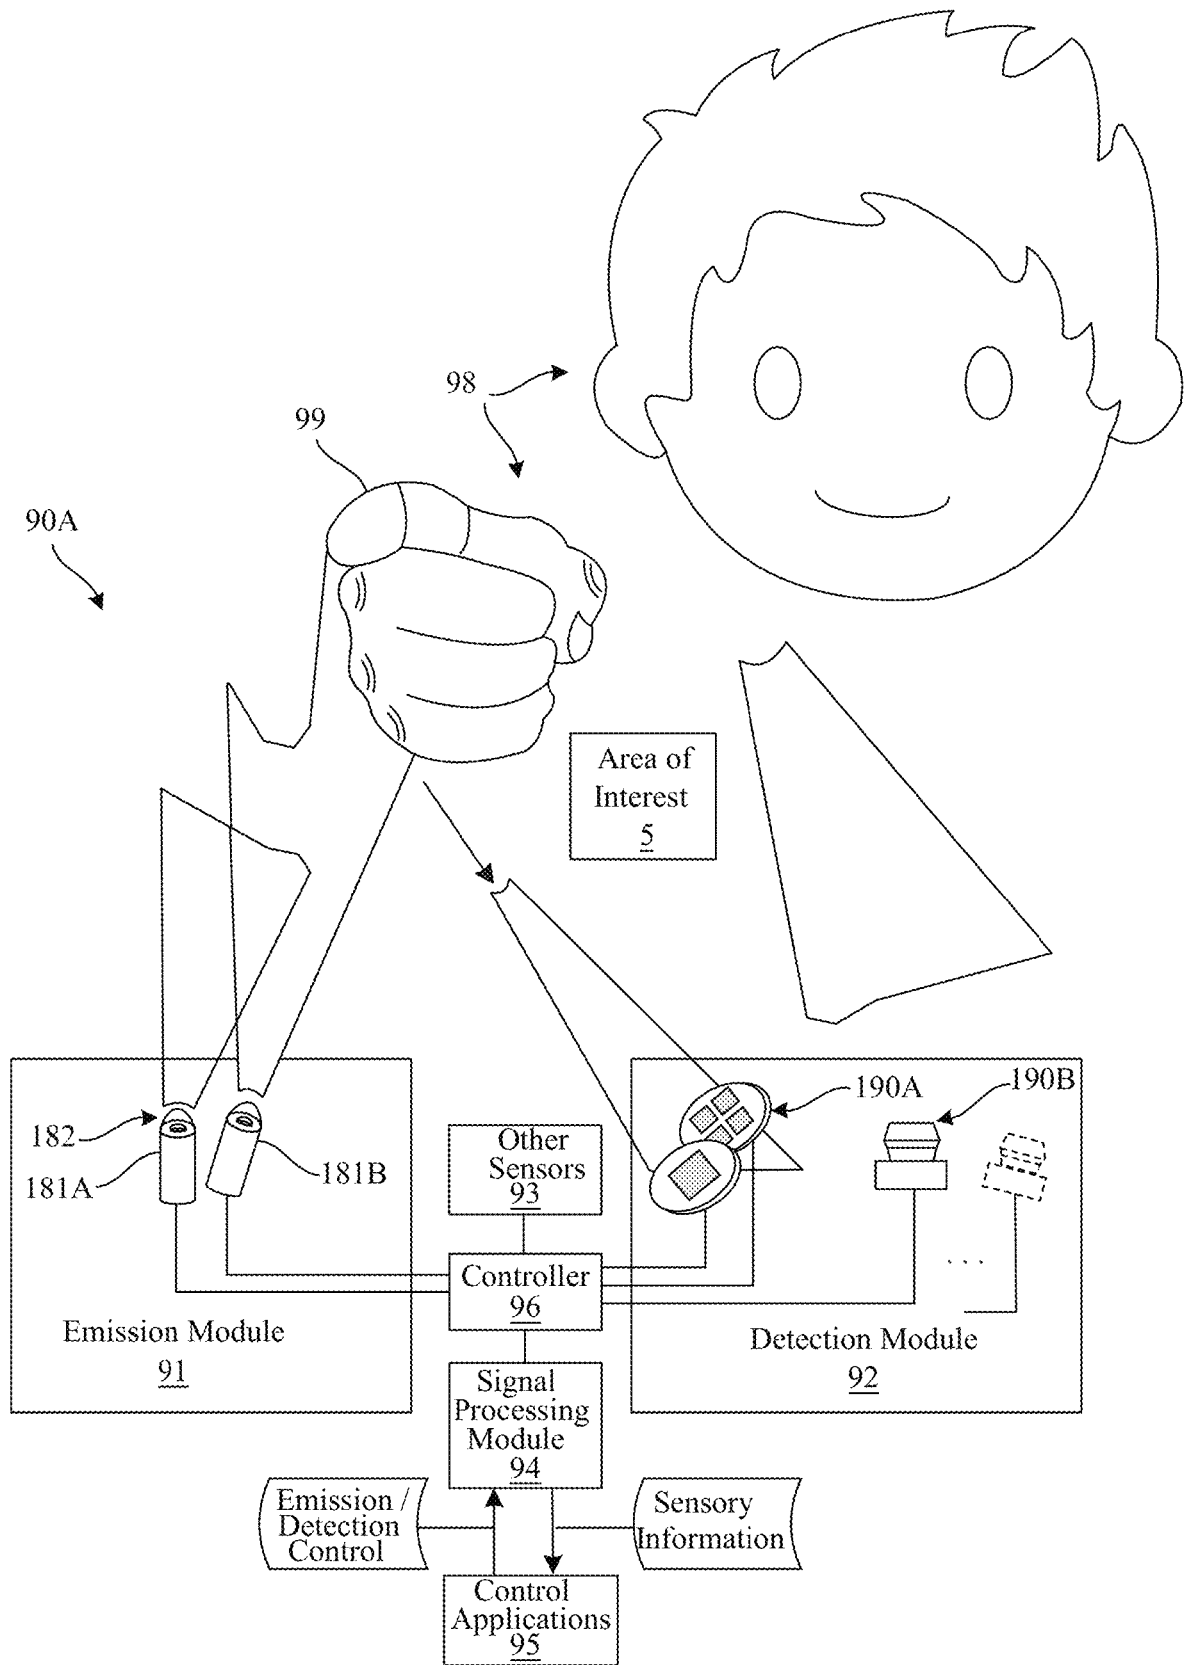 98
99
90A
Area of
Interest
5
190A
190B
182
181A
181B
Other
Sensors
93
Controller
96
. . .
Emission Module
91
Detection Module
92
Signal
Processing
Module
94
Emission /
Detection
Control
Sensory
Information
Control
Applications
95